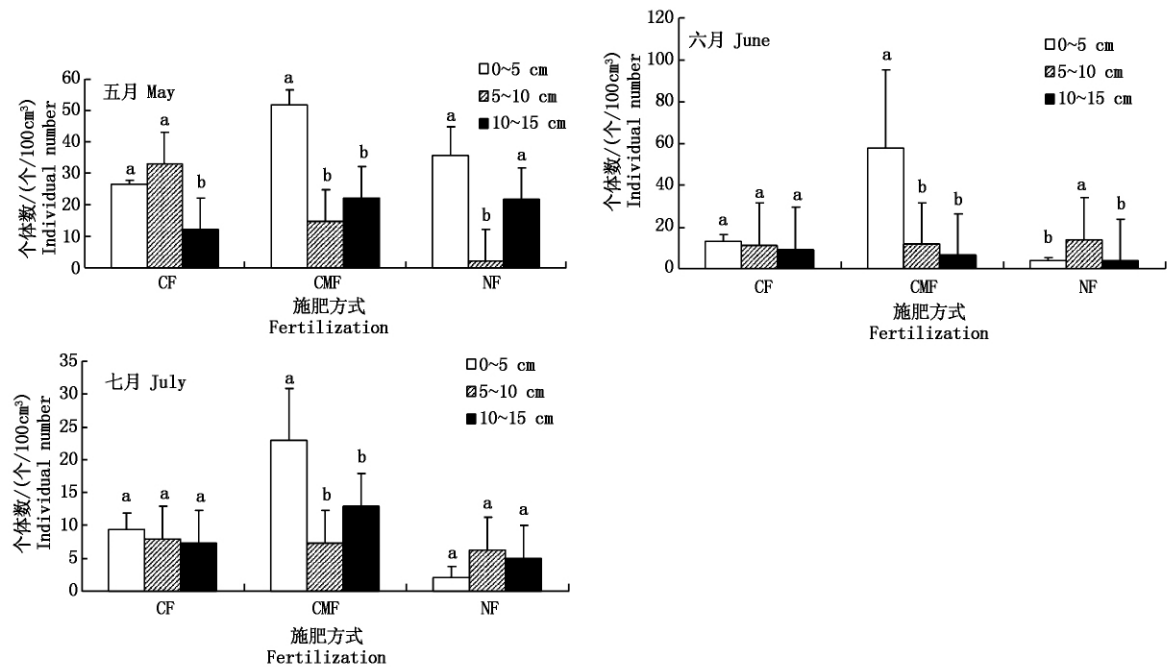 五月 May
0~5 cm
5~10 cm
10~15 cm
个体数/(个/100cm³)
Individual number
60
50
40
30
20
10
0
a
a
b
a
b
b
a
b
a
CF
CMF
NF
施肥方式
Fertilization
六月 June
0~5 cm
5~10 cm
10~15 cm
个体数/(个/100cm³)
Individual number
120
100
80
60
40
20
0
a
a
a
a
b
b
b
a
b
CF
CMF
NF
施肥方式
Fertilization
七月 July
0~5 cm
5~10 cm
10~15 cm
个体数/(个/100cm³)
Individual number
35
30
25
20
15
10
5
0
a
a
a
a
b
b
a
a
a
CF
CMF
NF
施肥方式
Fertilization